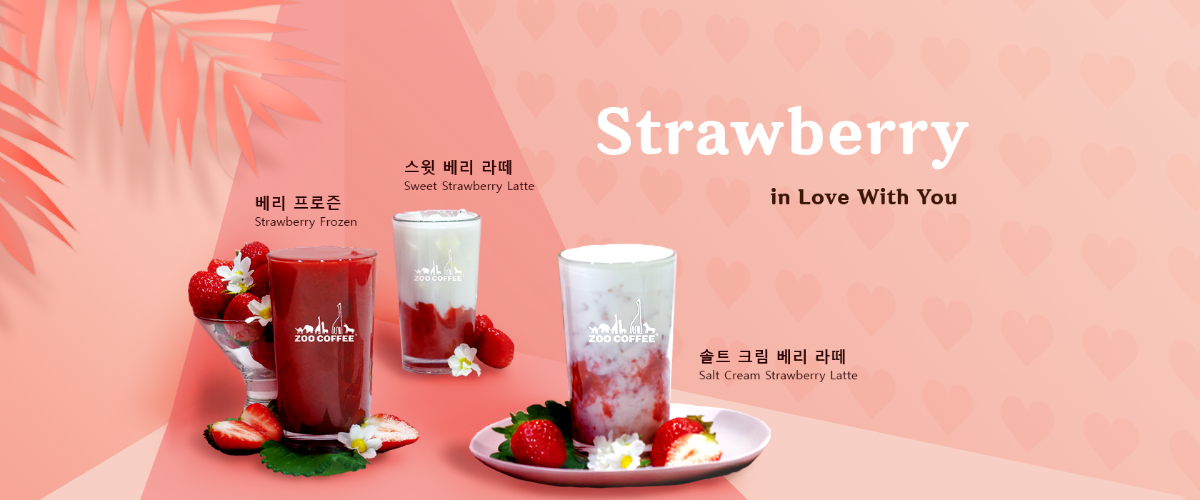 Strawberry
in Love With You
스윗 베리 라떼
Sweet Strawberry Latte
베리 프로즌
Strawberry Frozen
ZOO COFFEE
ZOO COFFEE
ZOO COFFEE
솔트 크림 베리 라떼
Salt Cream Strawberry Latte